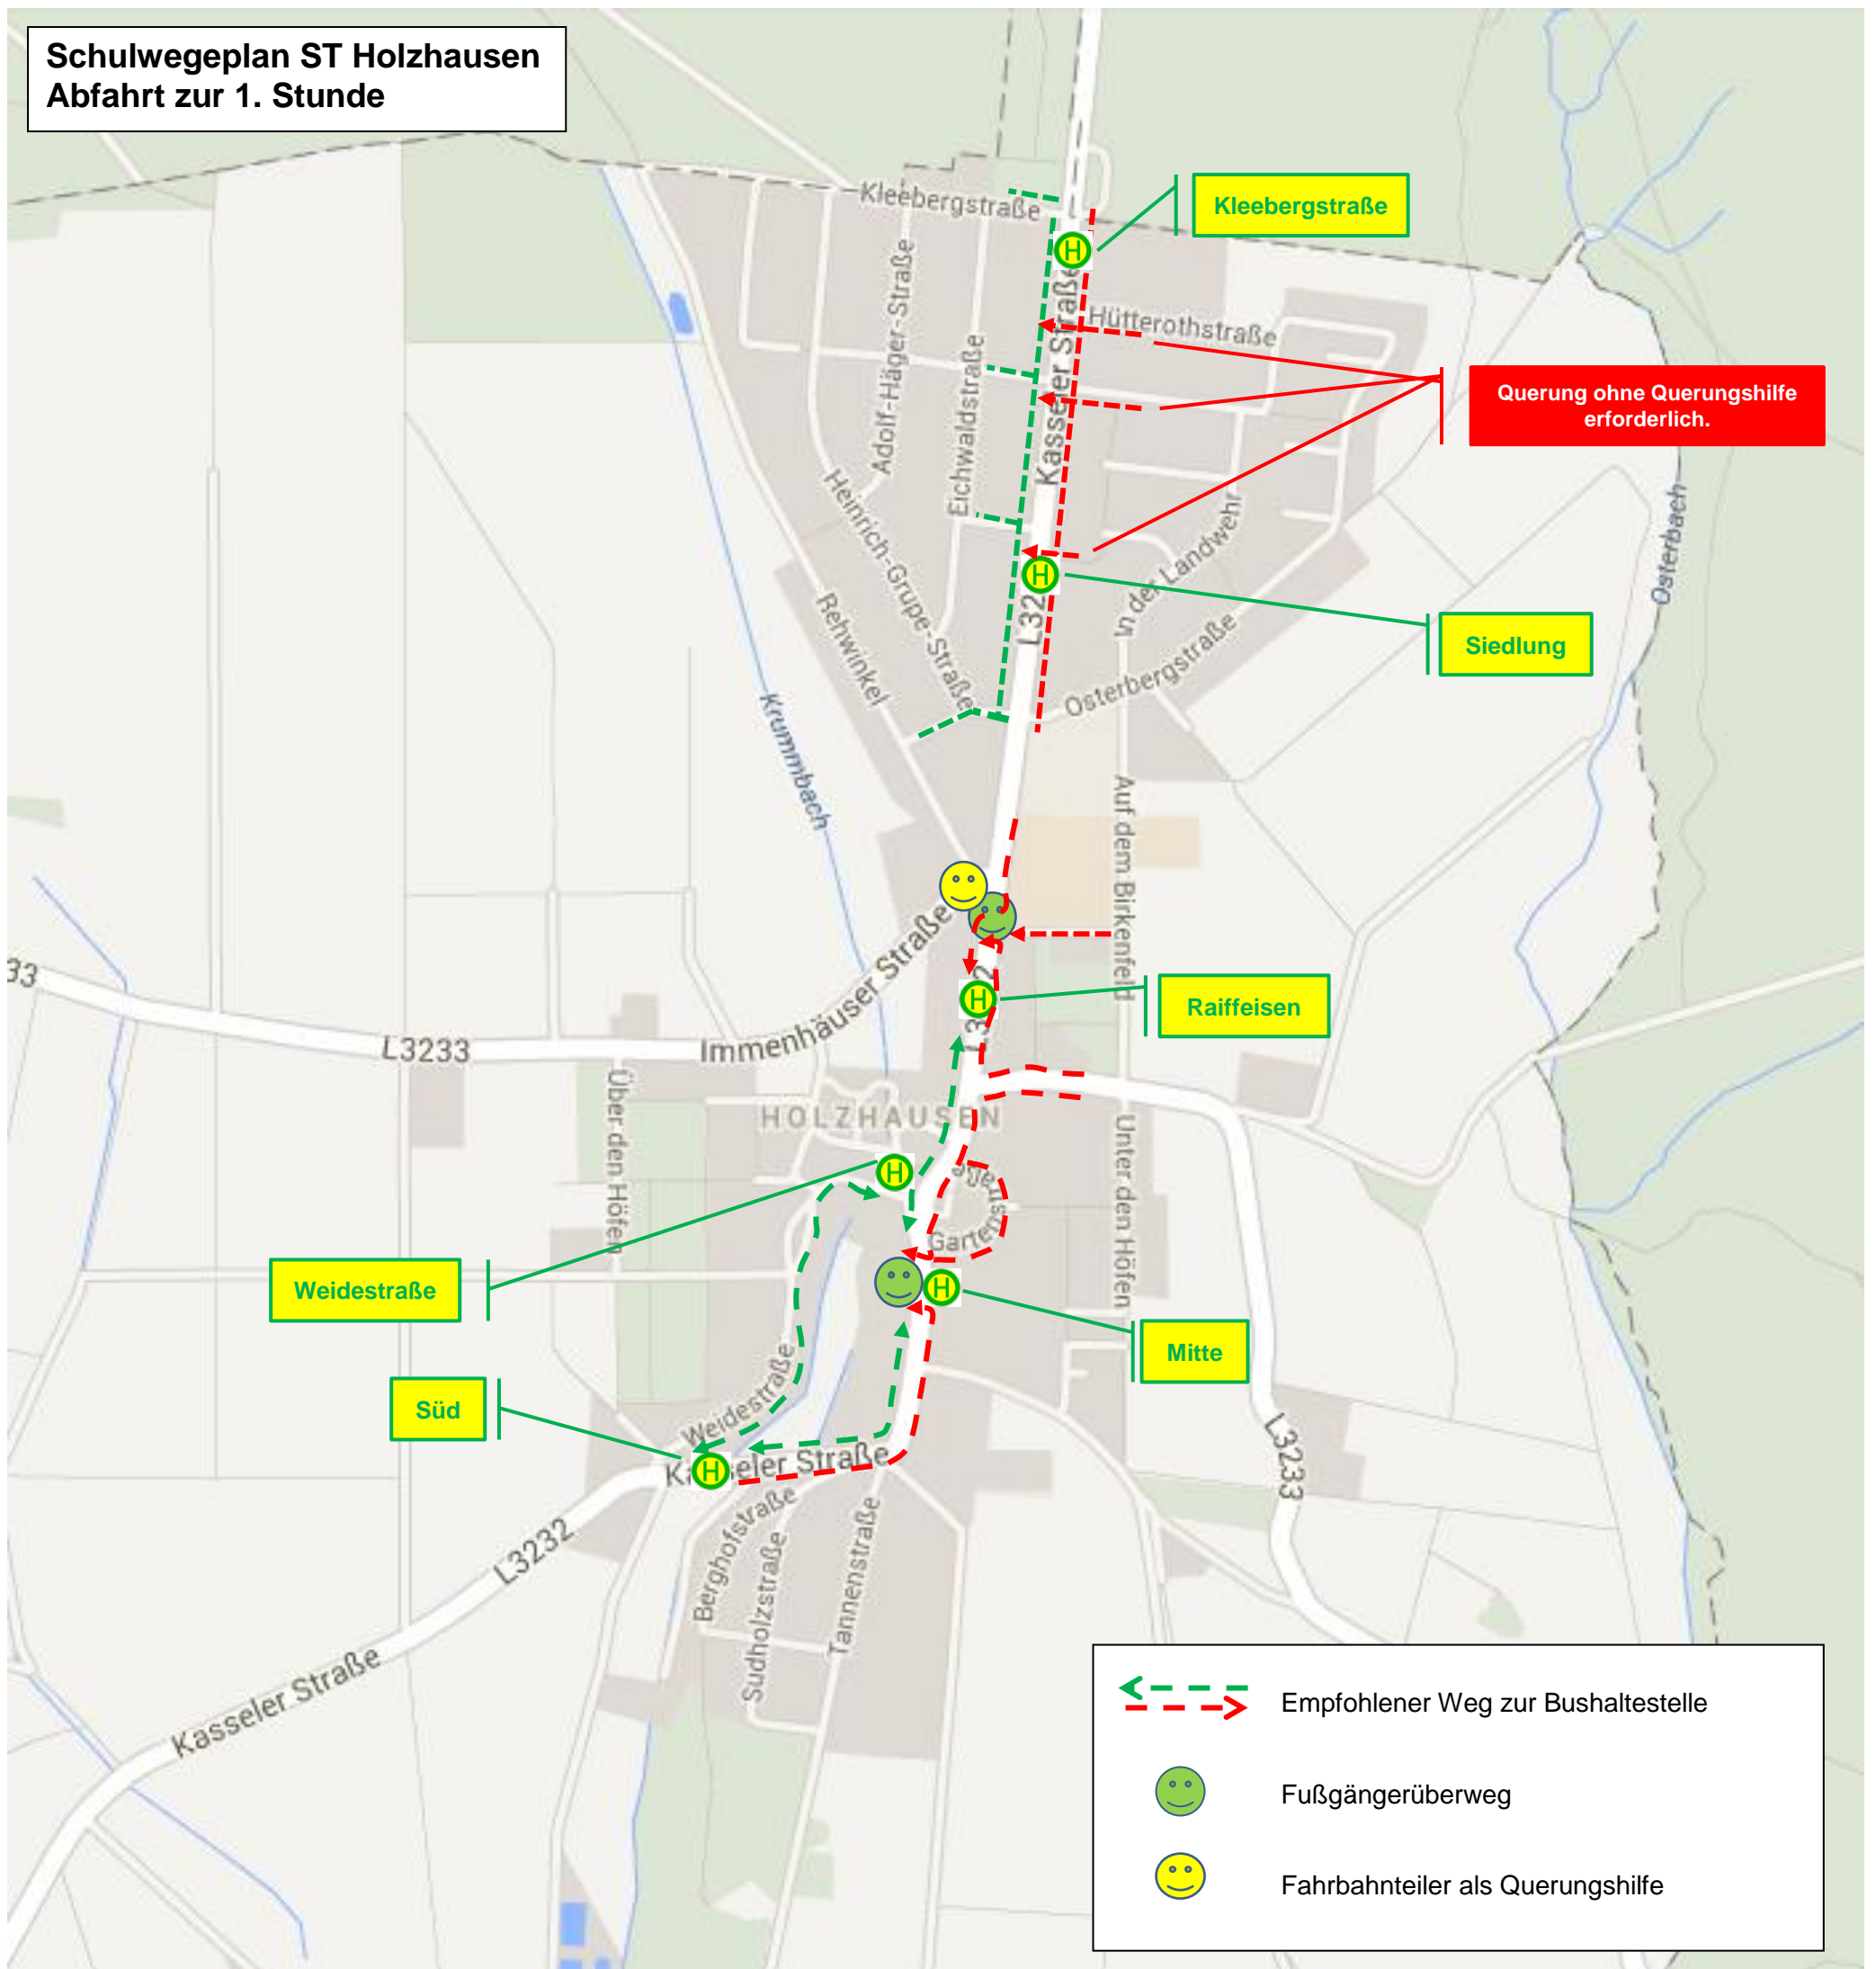 Schulwegeplan ST Holzhausen
Abfahrt zur 1. Stunde
Kleebergstraße
Kleebergstraße
H
Adolf-Häger-Straße
Eichwaldstraße
Kasseler Straße
Hütterothstraße
Querung ohne Querungshilfe
erforderlich.
Heinrich-Grupe-Straße
Rehwinkel
In der Landwehr
Osterbach
H
L32
Siedlung
Osterbergstraße
Krummbach
Auf dem Birkenfeld
33
Immenhäuser Straße
H
Raiffeisen
L3233
HOLZHAUSEN
Über den Höfen
Unter den Höfen
H
Gartenstraße
Weidestraße
H
Mitte
Süd
Weidestraße
H
Kasseler Straße
L3233
L3232
Berghofstraße
Sudholzstraße
Tannenstraße
Kasseler Straße
Empfohlener Weg zur Bushaltestelle
Fußgängerüberweg
Fahrbahnteiler als Querungshilfe